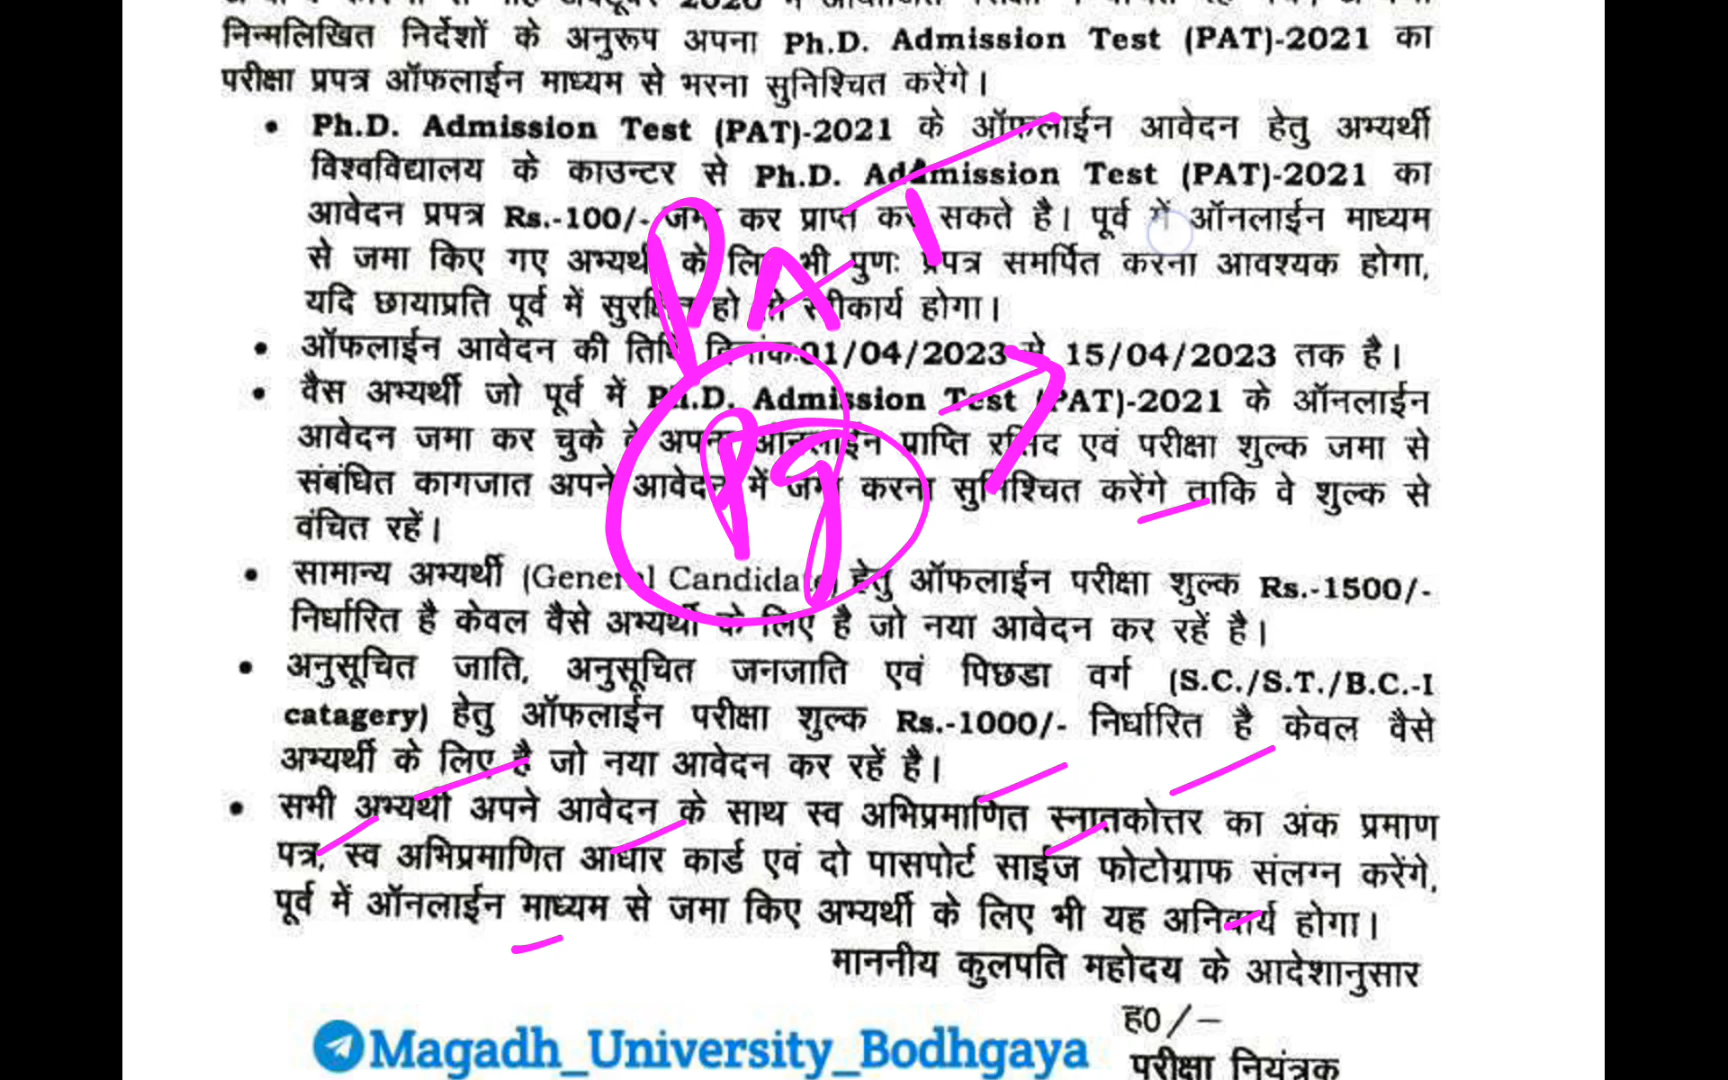 निम्नलिखित निर्देशों के अनुरूप अपना Ph.D. Admission Test (PAT)-2021 का
परीक्षा प्रपत्र ऑफलाईन माध्यम से भरना सुनिश्चित करेंगे।
• Ph.D. Admission Test (PAT)-2021 के ऑफलाईन आवेदन हेतु अभ्यर्थी
विश्वविद्यालय के काउन्टर से Ph.D. Admission Test (PAT)-2021 का
आवेदन प्रपत्र Rs.-100/- जमा कर प्राप्त कर सकते है। पूर्व में ऑनलाईन माध्यम
से जमा किए गए अभ्यर्थी के लिए भी पुणः प्रपत्र समर्पित करना आवश्यक होगा,
यदि छायाप्रति पूर्व में सुरक्षित हो तो स्वीकार्य होगा।
• ऑफलाईन आवेदन की तिथि दिनांक:01/04/2023 से 15/04/2023 तक है।
• वैस अभ्यर्थी जो पूर्व में Ph.D. Admission Test (PAT)-2021 के ऑनलाईन
आवेदन जमा कर चुके वे अपना ऑनलाईन प्राप्ति रसिद एवं परीक्षा शुल्क जमा से
संबंधित कागजात अपने आवेदन में जमा करना सुनिश्चित करेंगे ताकि वे शुल्क से
वंचित रहें।
• सामान्य अभ्यर्थी (General Candidate) हेतु ऑफलाईन परीक्षा शुल्क Rs.-1500/-
निर्धारित है केवल वैसे अभ्यर्थी के लिए है जो नया आवेदन कर रहें है।
• अनुसूचित जाति, अनुसूचित जनजाति एवं पिछडा वर्ग (S.C./S.T./B.C.-I
catagery) हेतु ऑफलाईन परीक्षा शुल्क Rs.-1000/- निर्धारित है केवल वैसे
अभ्यर्थी के लिए है जो नया आवेदन कर रहें है।
• सभी अभ्यर्थी अपने आवेदन के साथ स्व अभिप्रमाणित स्नातकोत्तर का अंक प्रमाण
पत्र, स्व अभिप्रमाणित आधार कार्ड एवं दो पासपोर्ट साईज फोटोग्राफ संलग्न करेंगे,
पूर्व में ऑनलाईन माध्यम से जमा किए अभ्यर्थी के लिए भी यह अनिवार्य होगा।
माननीय कुलपति महोदय के आदेशानुसार
ह०/-
परीक्षा नियंत्रक
Magadh_University_Bodhgaya
PAT
Pg